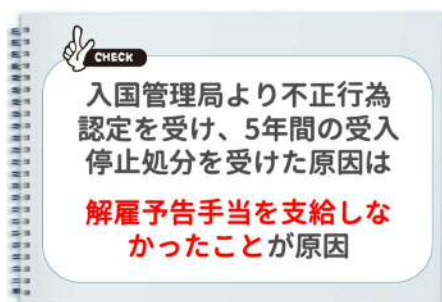 CHECK
入国管理局より不正行為
認定を受け、5年間の受入
停止処分を受けた原因は
解雇予告手当を支給しな
かったことが原因